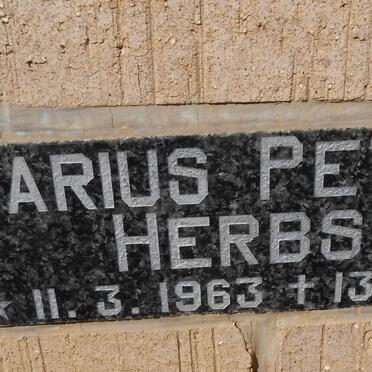 ARIUS PE
HERBS
★ 11. 3. 1963 + 13